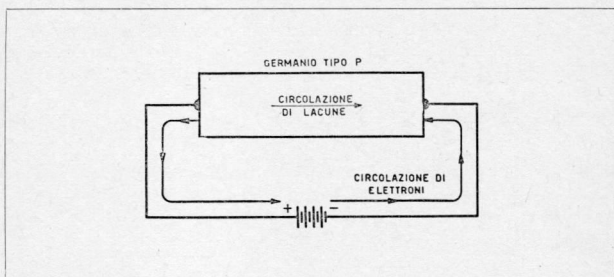 GERMANIO TIPO P
CIRCOLAZIONE
DI LACUNE
CIRCOLAZIONE DI
ELETTRONI
+ −